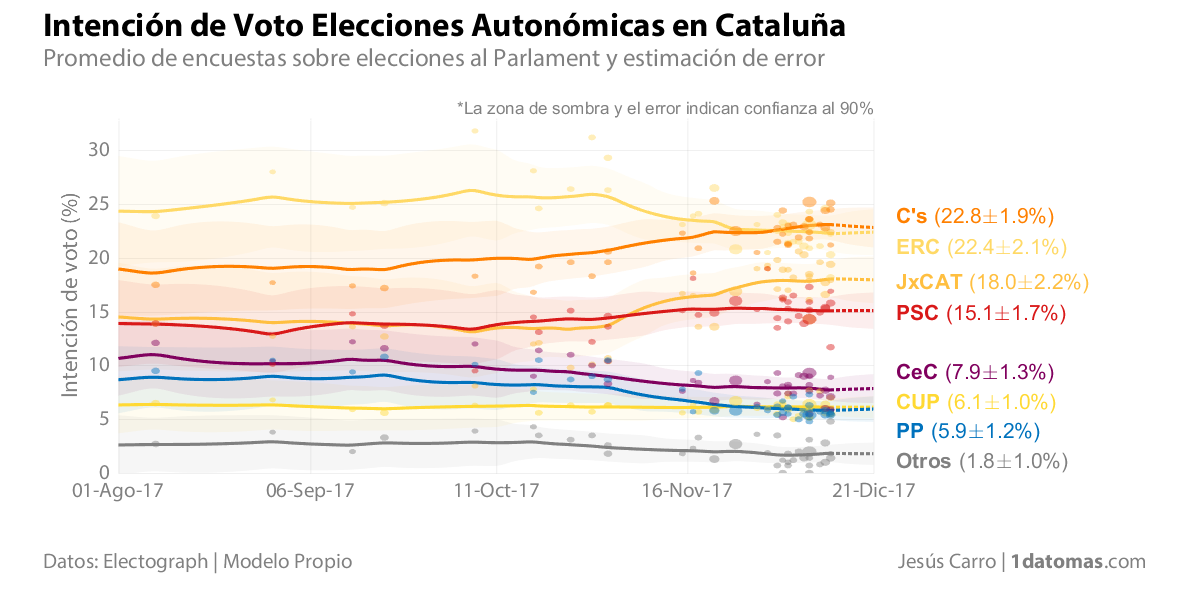 Intención de Voto Elecciones Autonómicas en Cataluña
Promedio de encuestas sobre elecciones al Parlament y estimación de error
*La zona de sombra y el error indican confianza al 90%
Intención de voto (%)
30
25
20
15
10
5
0
01-Ago-17
06-Sep-17
11-Oct-17
16-Nov-17
21-Dic-17
C's (22.8±1.9%)
ERC (22.4±2.1%)
JxCAT (18.0±2.2%)
PSC (15.1±1.7%)
CeC (7.9±1.3%)
CUP (6.1±1.0%)
PP (5.9±1.2%)
Otros (1.8±1.0%)
Datos: Electograph | Modelo Propio
Jesús Carro | 1datomas.com